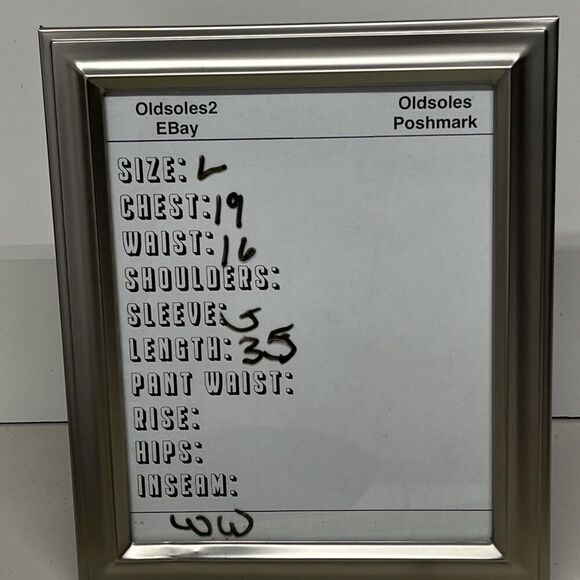 Oldsoles2 EBay
Oldsoles Poshmark
SIZE: L
CHEST: 19
WAIST: 16
SHOULDERS:
SLEEVE: 5
LENGTH: 35
PANT WAIST:
RISE:
HIPS:
INSEAM:
WW